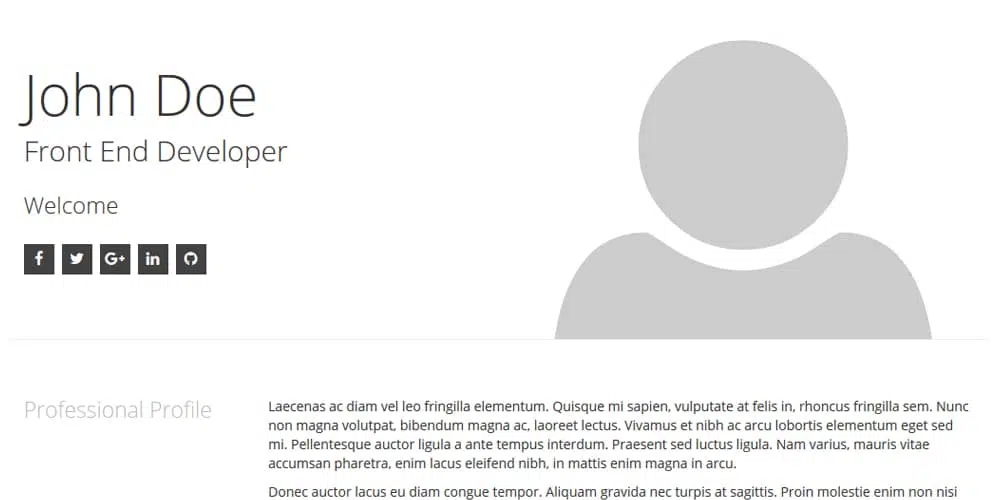 John Doe
Front End Developer
Welcome
f G+ in
Professional Profile
Laecenas ac diam vel leo fringilla elementum. Quisque mi sapien, vulputate at felis in, rhoncus fringilla sem. Nunc
non magna volutpat, bibendum magna ac, laoreet lectus. Vivamus et nibh ac arcu lobortis elementum eget sed
mi. Pellentesque auctor ligula a ante tempus interdum. Praesent sed luctus ligula. Nam varius, mauris vitae
accumsan pharetra, enim lacus eleifend nibh, in mattis enim magna in arcu.
Donec auctor lacus eu diam congue tempor. Aliquam gravida nec turpis at sagittis. Proin molestie enim non nisi